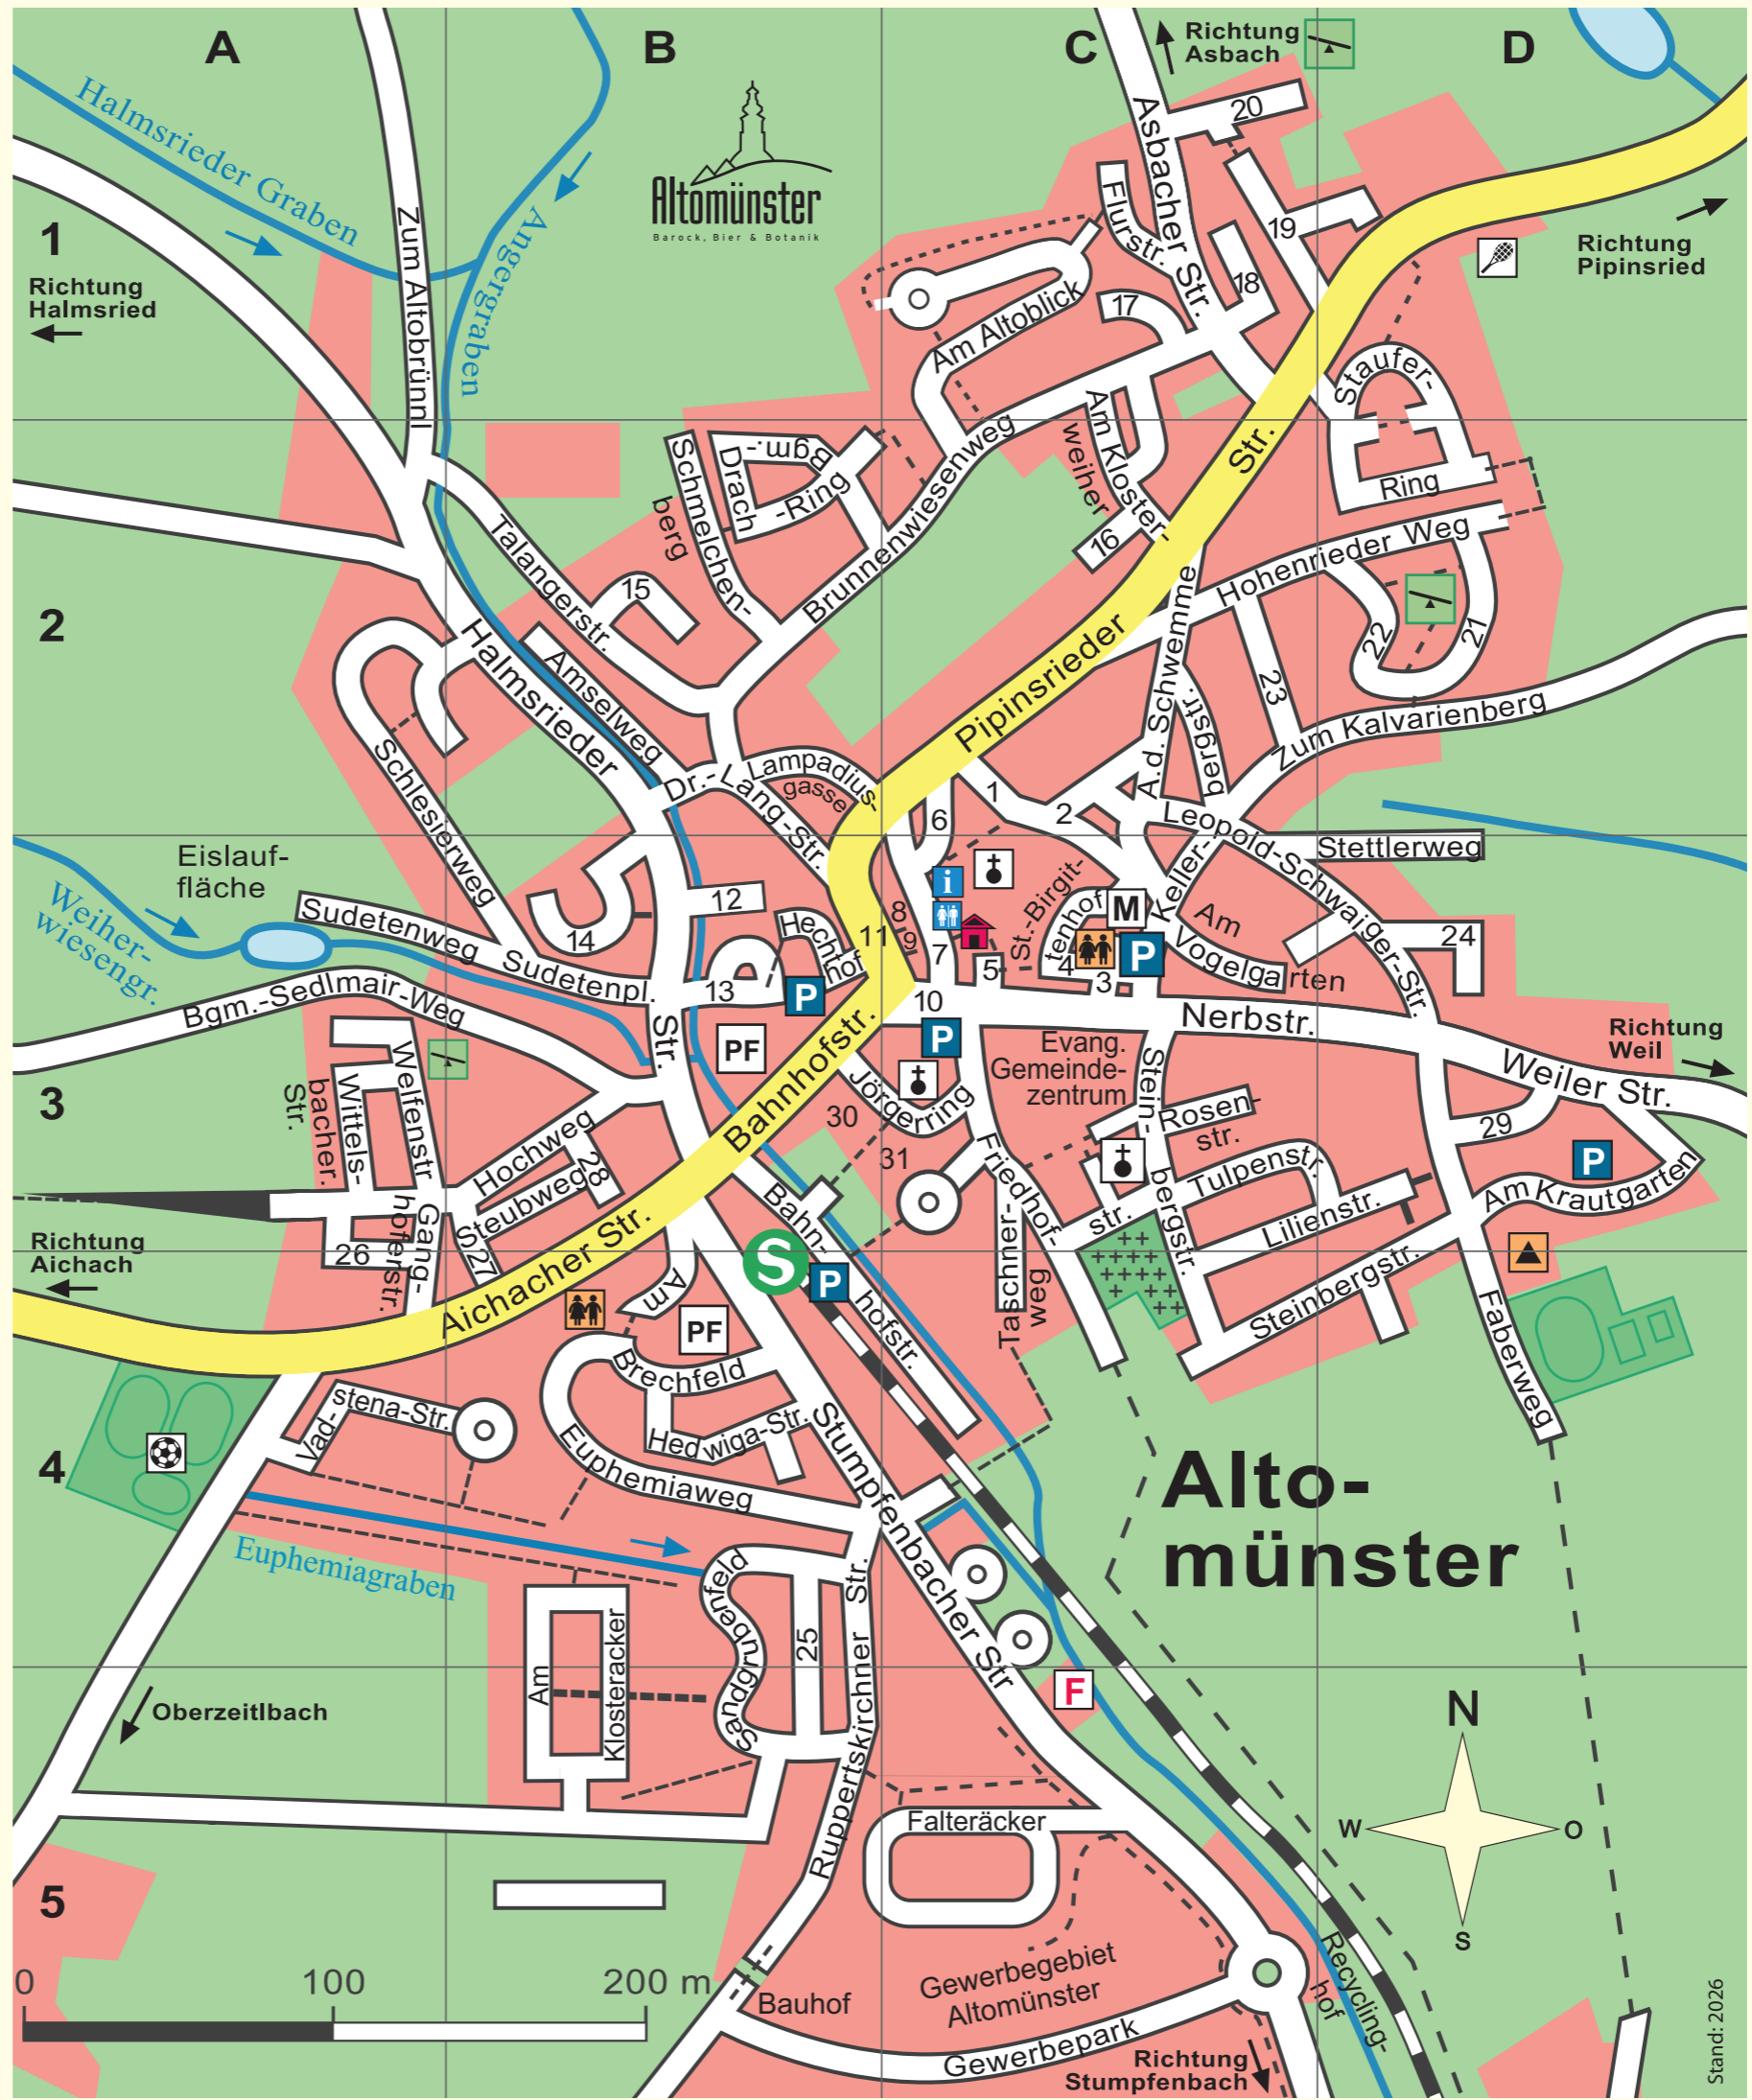 A
B
C
D
Richtung
Asbach
Halmsrieder Graben
Angergraben
Zum Altobrünnl
Altomünster
Barock, Bier & Botanik
Asbacher Str.
20
Flurstr.
19
18
17
Am Altoblick
1
Richtung
Halmsried
Richtung
Pipinsried
Staufer-
Ring
Schmelchen-
berg
Bgm.-
Drach
-Ring
Brunnenwiesenweg
Am Kloster-
weiher
16
Str.
Talangerstr.
15
Hohenrieder Weg
2
Halmsrieder
Amselweg
Pipinsrieder
A.d. Schwemme
Bergstr.
22
21
23
Zum Kalvarienberg
Schlesierweg
Dr.-Lang-Str.
Lampadius-
gasse
6
1
2
Leopold-Schwaiger-Str.
Stettlerweg
Keller-
Eislauf-
fläche
Weiher-
wiesengr.
Sudetenweg
Sudetenpl.
14
12
13
Hechhof
P
PF
Str.
8
9
11
7
i
5
St.-Birgit-
tenhof
M
4
3
P
Am
Vogelgarten
24
10
P
Bgm.-Sedlmair-Weg
Nerbstr.
Richtung
Weil
Weiler Str.
3
Wittels-
bacher.
Str.
Welfenstr.
Hochweg
28
Steubweg
27
26
Gang-
hoferstr.
Bahnhofstr.
Jörgerring
30
31
Evang.
Gemeinde-
zentrum
Stein-
bergstr.
Rosen-
str.
Tulpenstr.
Lilienstr.
Steinbergstr.
29
P
Am Krautgarten
Friedhof-
str.
Taschner-
weg
Richtung
Aichach
Aichacher Str.
S
P
Bahn-
hofstr.
Am
Brechfeld
PF
Hedwiga-Str.
Euphemiaweg
Vad-
stena-Str.
4
Faberweg
Euphemiagraben
Alto-
münster
Stumpfenbacher Str
Sandgrubenfeld
25
Ruppertskirchner Str.
Am
Klosteracker
F
Oberzeitlbach
N
W
O
S
Falteräcker
5
0
100
200 m
Bauhof
Gewerbegebiet
Altomünster
Gewerbepark
Recycling-
hof
Richtung
Stumpfenbach
Stand: 2026